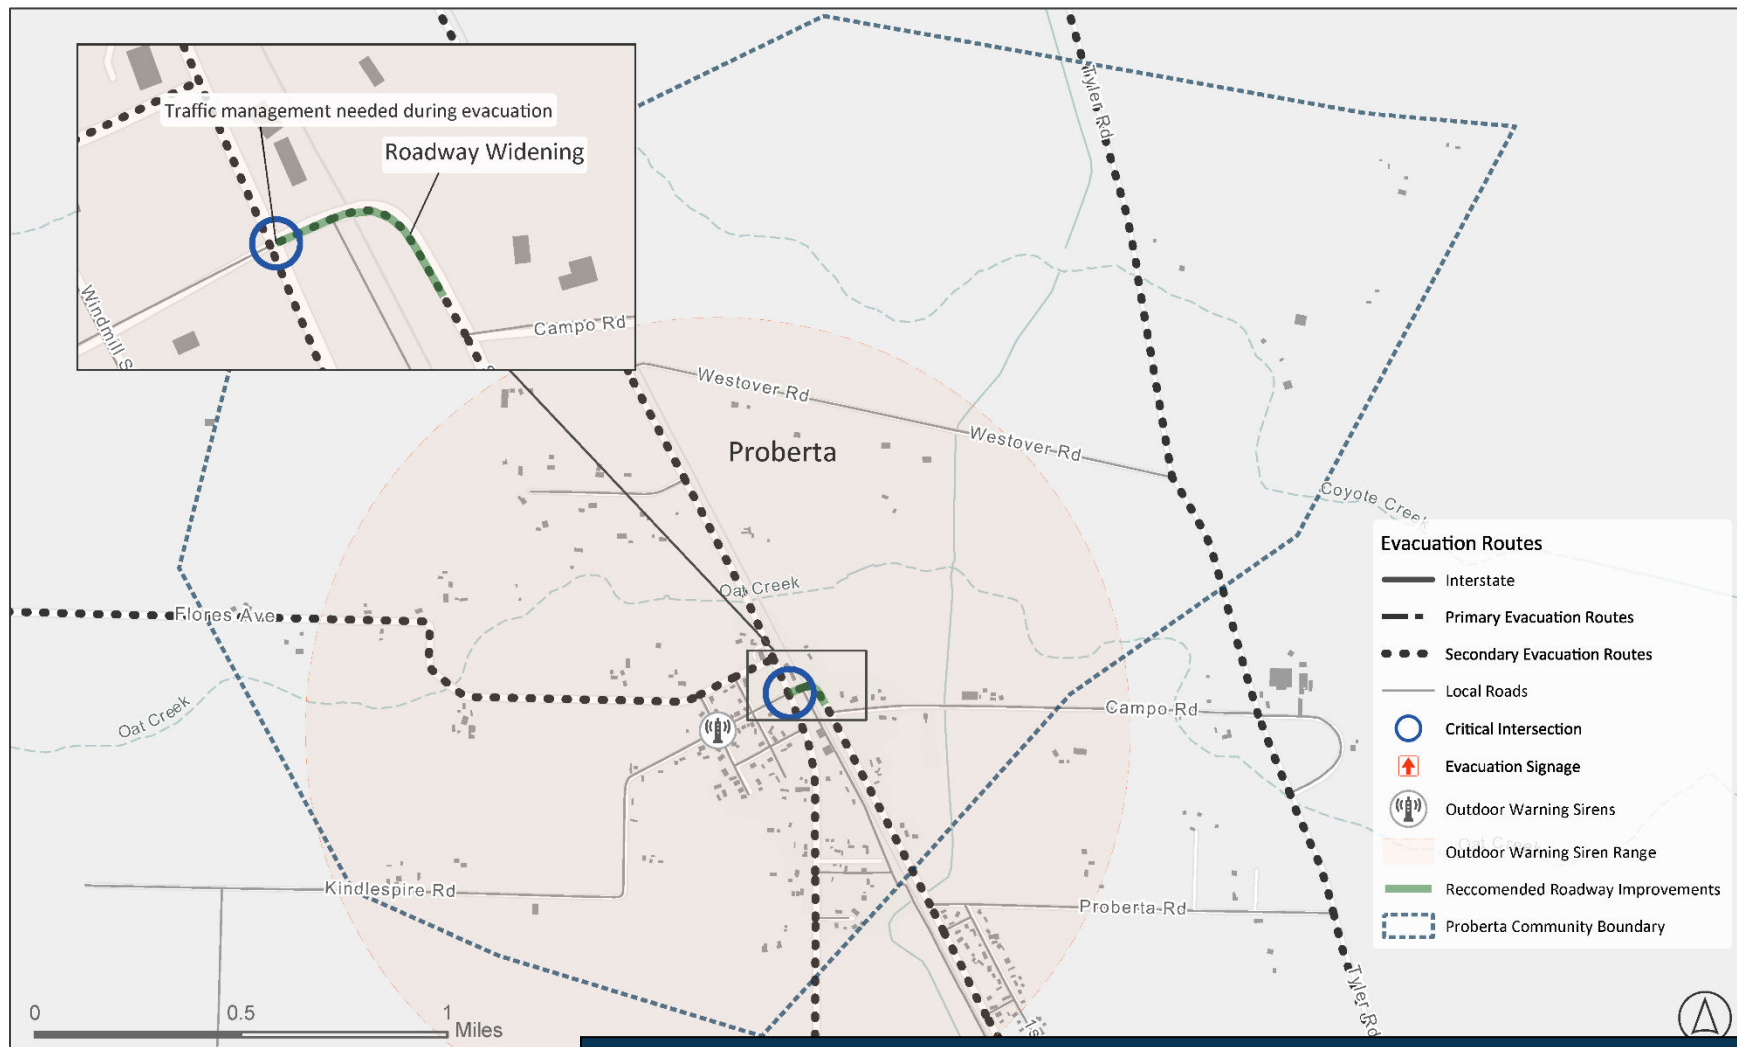 Traffic management needed during evacuation
Roadway Widening
Windmill S
Campo Rd
Tyler Rd
Westover Rd
Westover Rd
Proberta
Coyote Creek
Oat Creek
Flores Ave
Oat Creek
Campo Rd
Kindlespire Rd
Proberta Rd
Tyler Rd
Evacuation Routes
Interstate
Primary Evacuation Routes
Secondary Evacuation Routes
Local Roads
Critical Intersection
Evacuation Signage
Outdoor Warning Sirens
Oat Creek
Outdoor Warning Siren Range
Reccomended Roadway Improvements
Proberta Community Boundary
0 0.5 1
Miles